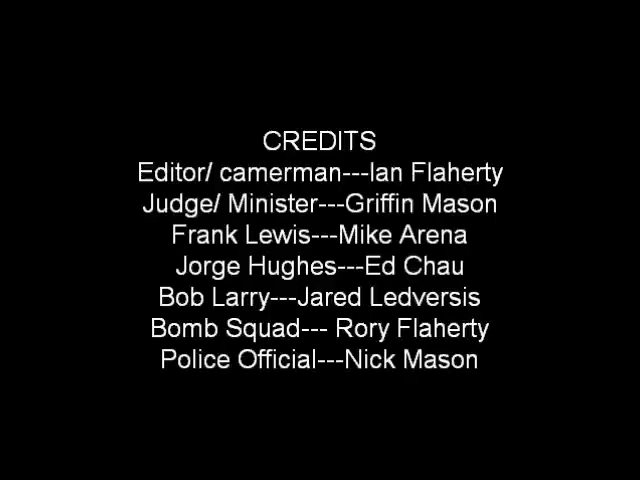 CREDITS
Editor/ camerman---Ian Flaherty
Judge/ Minister---Griffin Mason
Frank Lewis---Mike Arena
Jorge Hughes---Ed Chau
Bob Larry---Jared Ledversis
Bomb Squad--- Rory Flaherty
Police Official---Nick Mason